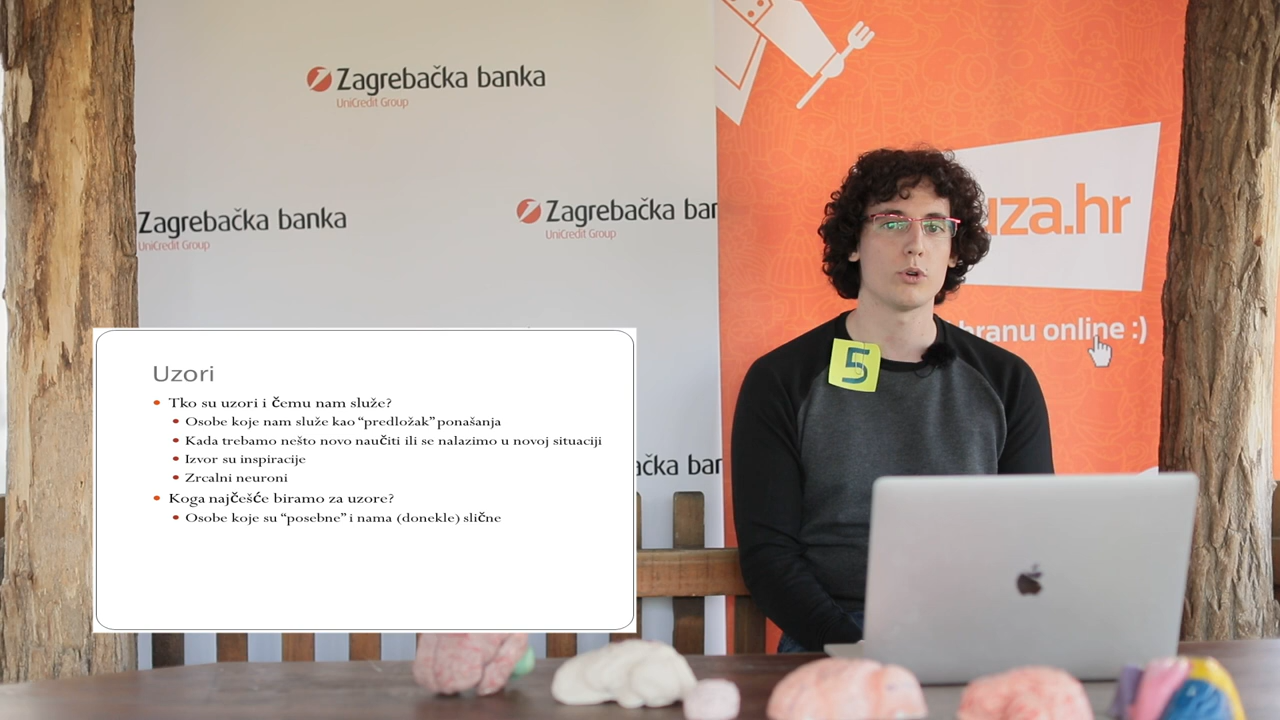 Zagrebačka banka
UniCredit Group
Zagrebačka banka
UniCredit Group
Zagrebačka
UniCredit Group
uza.hr
hranu online :)
5
Uzori
Tko su uzori i čemu nam služe?
Osobe koje nam služe kao “predložak” ponašanja
Kada trebamo nešto novo naučiti ili se nalazimo u novoj situaciji
Izvor su inspiracije
Zrcalni neuroni
Koga najčešće biramo za uzore?
Osobe koje su “posebne” i nama (donekle) slične